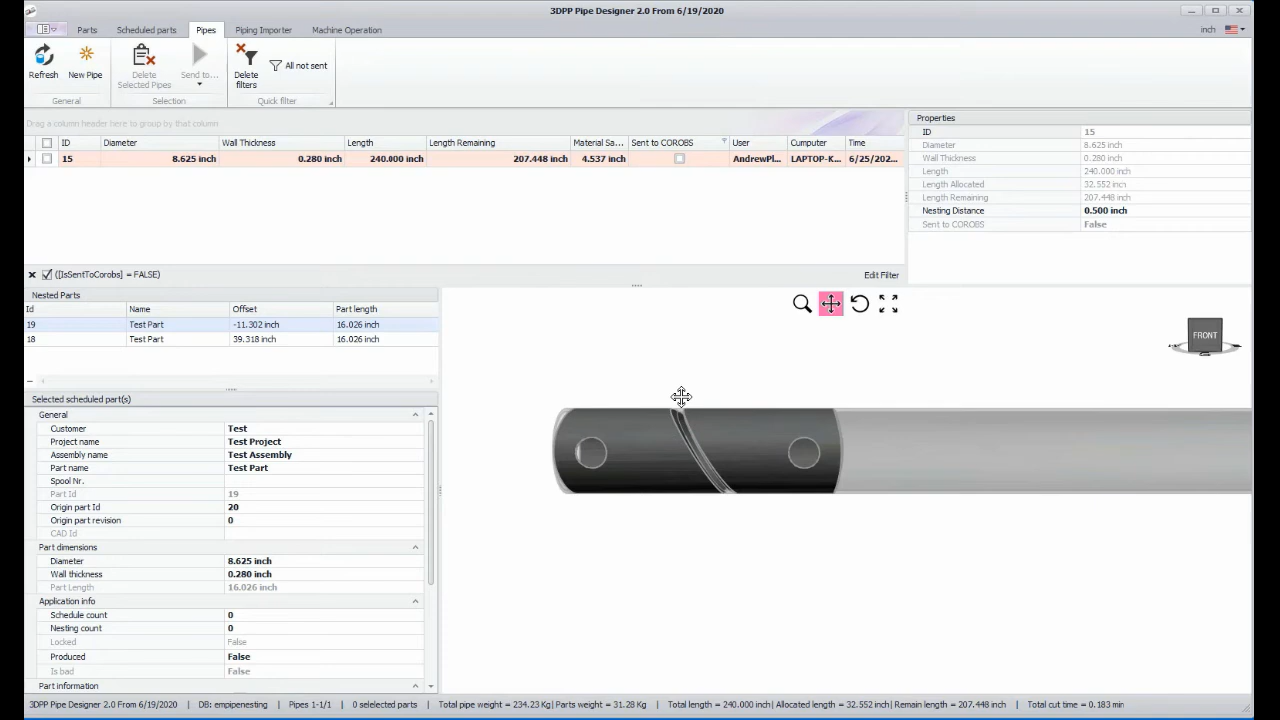 3DPP Pipe Designer 2.0 From 6/19/2020
Parts Scheduled parts Pipes Piping Importer Machine Operation inch
Refresh New Pipe Delete Selected Pipes Send to... Delete filters All not sent
General Selection Quick filter
Drag a column header here to group by that column
ID Diameter Wall Thickness Length Length Remaining Material Sa... Sent to COROBS User Cumputer Time
15 8.625 inch 0.280 inch 240.000 inch 207.448 inch 4.537 inch AndrewPl... LAPTOP-K... 6/25/202...
([IsSentToCorobs] = FALSE) Edit Filter
Properties
ID 15
Diameter 8.625 inch
Wall Thickness 0.280 inch
Length 240.000 inch
Length Allocated 32.552 inch
Length Remaining 207.448 inch
Nesting Distance 0.500 inch
Sent to COROBS False
Nested Parts
Id Name Offset Part length
19 Test Part -11.302 inch 16.026 inch
18 Test Part 39.318 inch 16.026 inch
Selected scheduled part(s)
General
Customer Test
Project name Test Project
Assembly name Test Assembly
Part name Test Part
Spool Nr.
Part Id 19
Origin part Id 20
Origin part revision 0
CAD Id
Part dimensions
Diameter 8.625 inch
Wall thickness 0.280 inch
Part Length 16.026 inch
Application info
Schedule count 0
Nesting count 0
Locked False
Produced False
Is bad False
Part information
FRONT
3DPP Pipe Designer 2.0 From 6/19/2020 DB: empipenesting Pipes 1-1/1 0 selected parts Total pipe weight = 234.23 Kg| Parts weight = 31.28 Kg Total length = 240.000 inch| Allocated length = 32.552 inch| Remain length = 207.448 inch Total cut time = 0.183 min